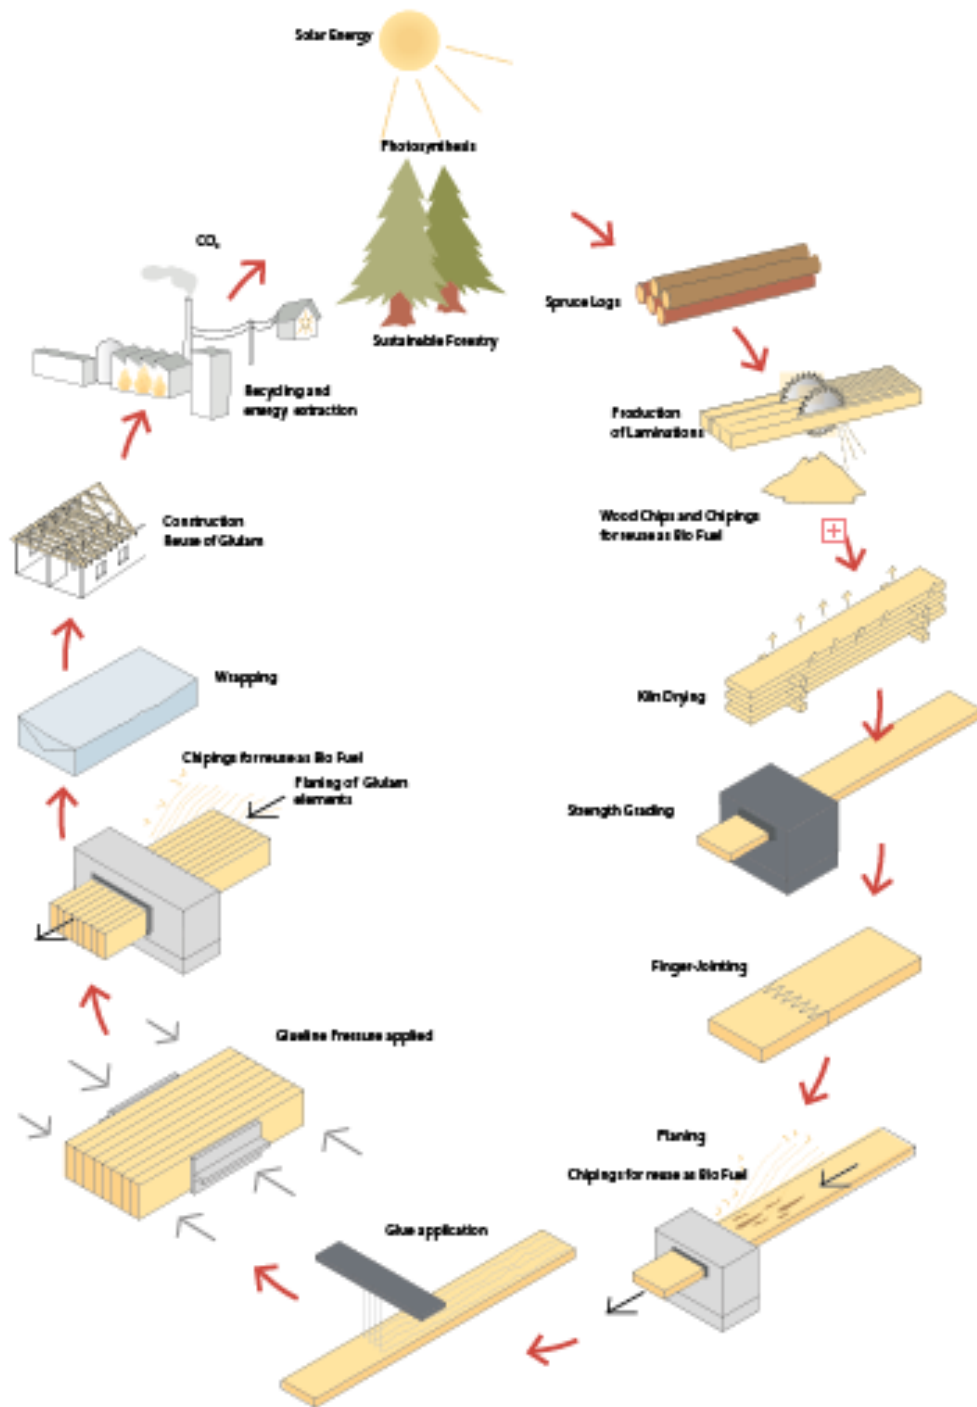 Solar Energy
Photosynthesis
CO₂
Spruce Logs
Sustainable Forestry
Recycling and
energy extraction
Production
of Laminations
Wood Chips and Chipings
for reuse as Bio Fuel
Construction
Reuse of Glulam
Kiln Drying
Wrapping
Chipings for reuse as Bio Fuel
Planing of Glulam
elements
Strength Grading
Finger-Jointing
Glueline Pressure applied
Planing
Chipings for reuse as Bio Fuel
Glue application